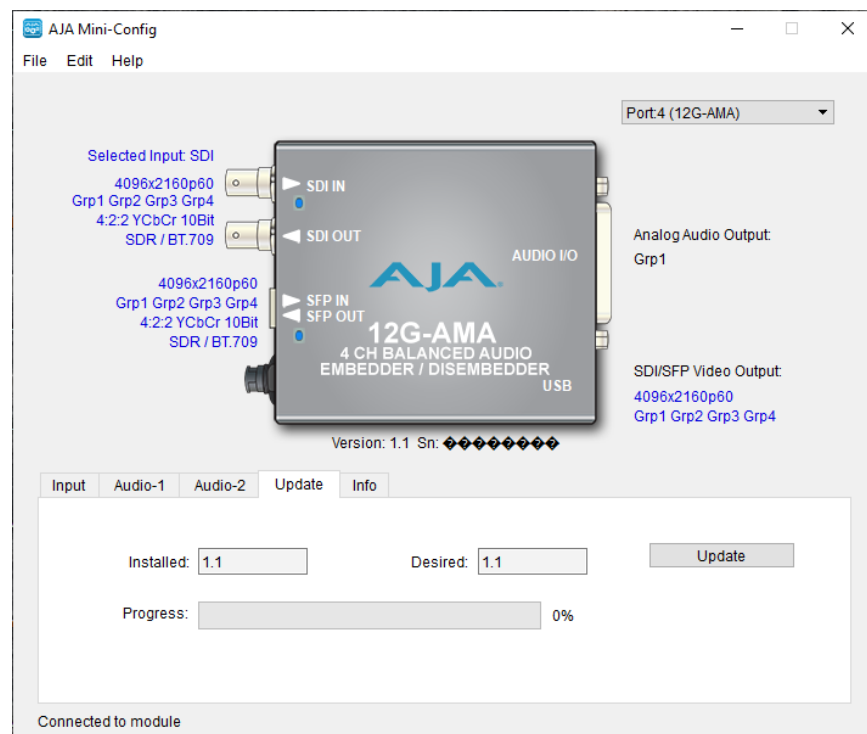 AJA Mini-Config
File Edit Help
Port:4 (12G-AMA)
Selected Input: SDI
4096x2160p60
Grp1 Grp2 Grp3 Grp4
4:2:2 YCbCr 10Bit
SDR / BT.709
4096x2160p60
Grp1 Grp2 Grp3 Grp4
4:2:2 YCbCr 10Bit
SDR / BT.709
SDI IN
SDI OUT
AUDIO I/O
AJA
SFP IN
SFP OUT
12G-AMA
4 CH BALANCED AUDIO
EMBEDDER / DISEMBEDDER
USB
Analog Audio Output:
Grp1
SDI/SFP Video Output:
4096x2160p60
Grp1 Grp2 Grp3 Grp4
Version: 1.1 Sn: ���������
Input Audio-1 Audio-2 Update Info
Installed: 1.1 Desired: 1.1 Update
Progress: 0%
Connected to module